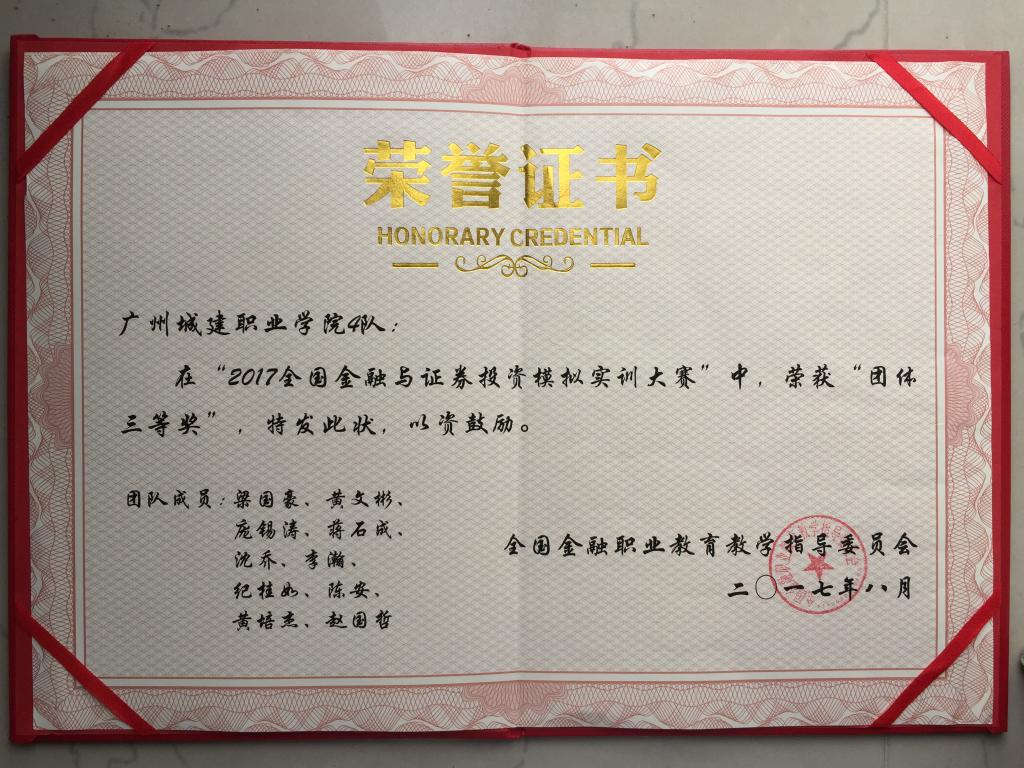 荣誉证书
HONORARY CREDENTIAL
广州城建职业学院4队：
在“2017全国金融与证券投资模拟实训大赛”中，荣获“团体
三等奖”，特发此状，以资鼓励。
团队成员：梁国豪、黄文彬、
庞锡涛、蒋石成、
沈乔、李瀚、
纪桂如、陈安、
黄培杰、赵国哲
全国金融职业教育教学指导委员会
二〇一七年八月